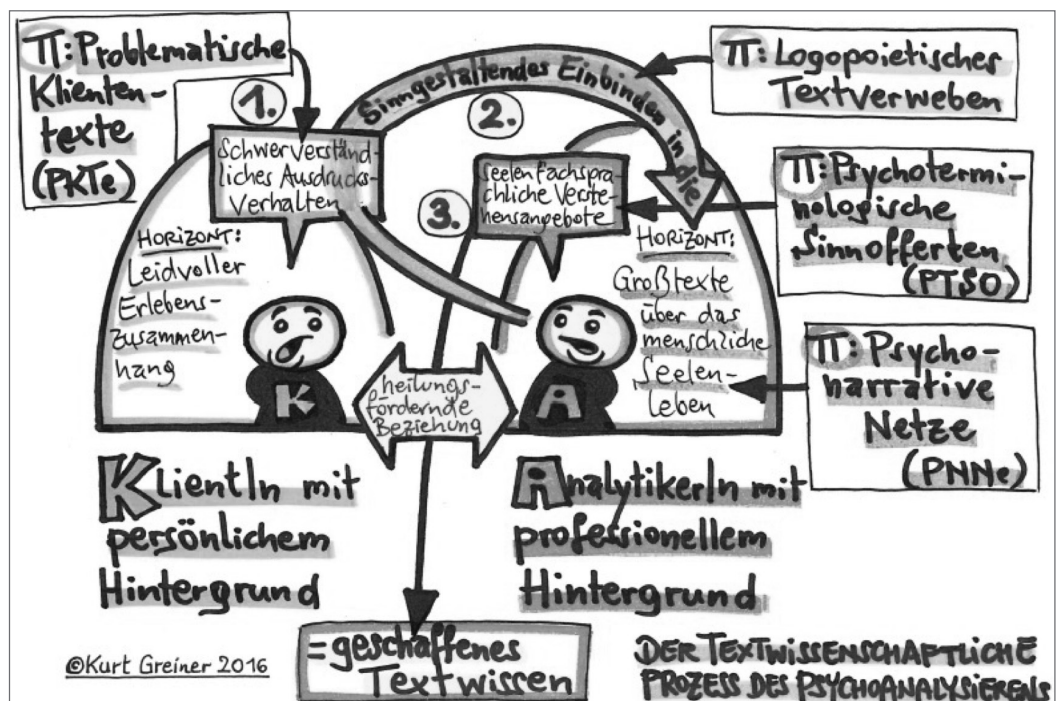 π: Problematische
Klienten-
texte
(PKTe)
1.
Schwerverständ-
liches Ausdrucks-
verhalten
HORIZONT:
Leidvoller
Erlebens-
zusammen-
hang
K
Sinngestaltendes Einbinden in die
2.
π: Logopoietisches
Textverweben
3.
Seelenfachspra-
chliche Verste-
hensangebote
π: Psychotermi-
nologische
Sinnofferten
(PTSO)
HORIZONT:
Großtexte
über das
menschliche
Seelen-
leben
A
π: Psycho-
narrative
Netze
(PNNe)
heilungs-
fördernde
Beziehung
KlientIn mit
persönlichem
Hintergrund
AnalytikerIn mit
professionellem
Hintergrund
= geschaffenes
Textwissen
©Kurt Greiner 2016
DER TEXTWISSENSCHAFTLICHE
PROZESS DES PSYCHOANALYSIERENS